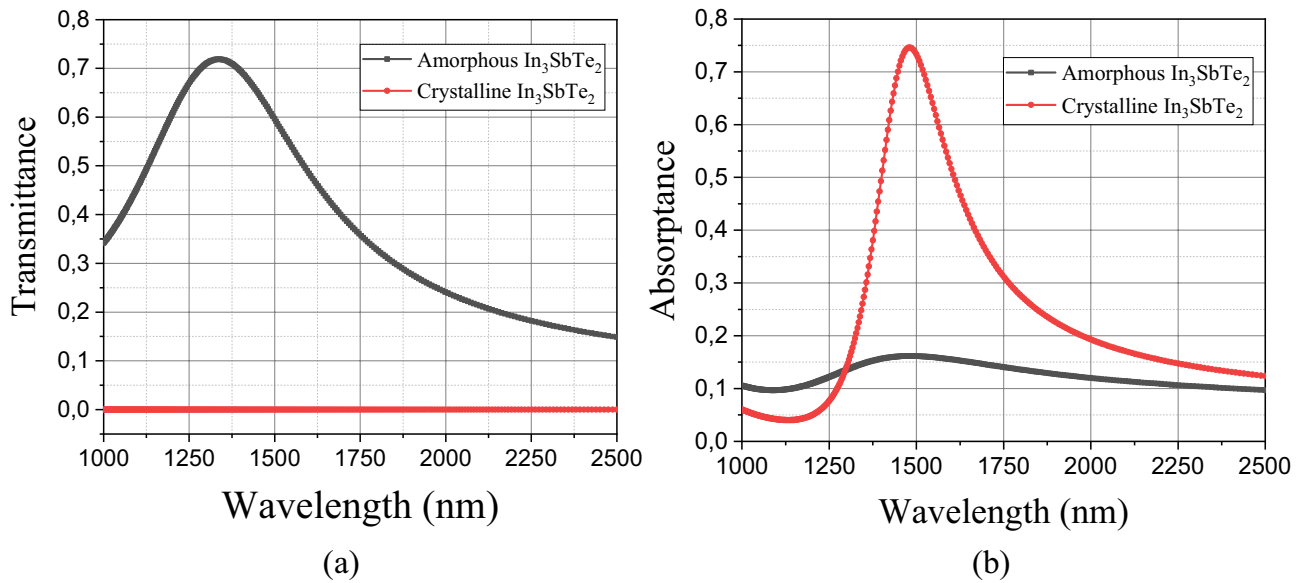 0,8
0,7
0,6
0,5
0,4
0,3
0,2
0,1
0,0
Transmittance
Amorphous In₃SbTe₂
Crystalline In₃SbTe₂
1000 1250 1500 1750 2000 2250 2500
Wavelength (nm)
(a)
0,8
0,7
0,6
0,5
0,4
0,3
0,2
0,1
0,0
Absorptance
Amorphous In₃SbTe₂
Crystalline In₃SbTe₂
1000 1250 1500 1750 2000 2250 2500
Wavelength (nm)
(b)